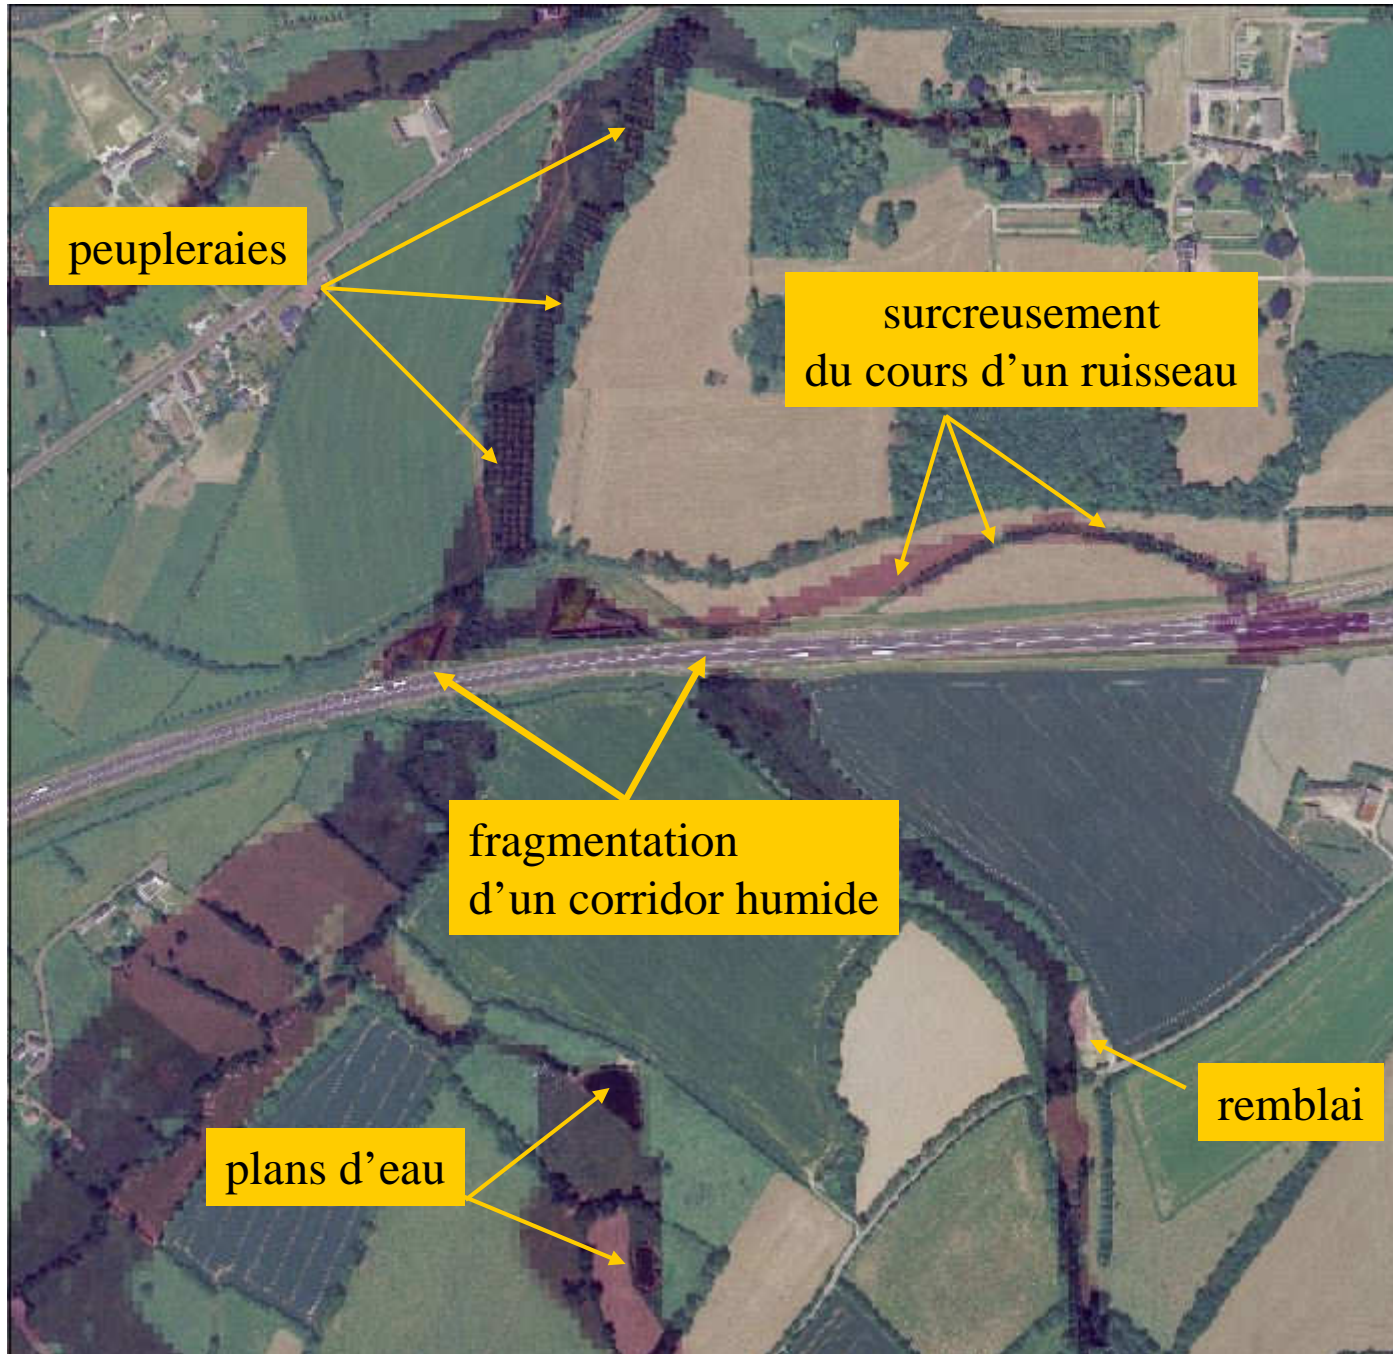 peupleraies
surcreusement
du cours d’un ruisseau
fragmentation
d’un corridor humide
remblai
plans d’eau